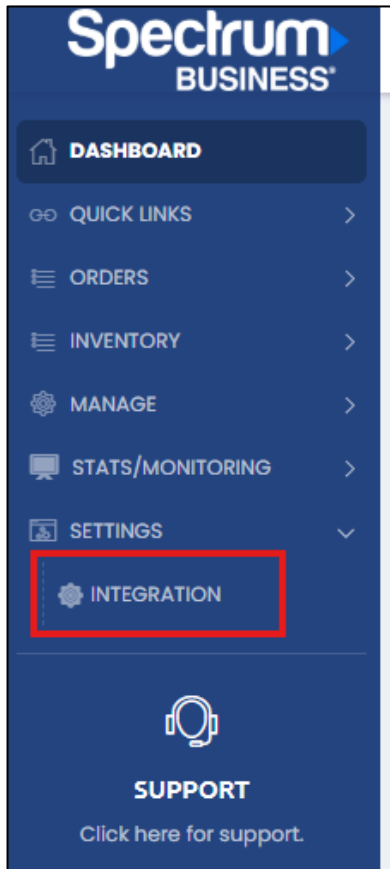 Spectrum
BUSINESS®
DASHBOARD
QUICK LINKS
ORDERS
INVENTORY
MANAGE
STATS/MONITORING
SETTINGS
INTEGRATION
SUPPORT
Click here for support.